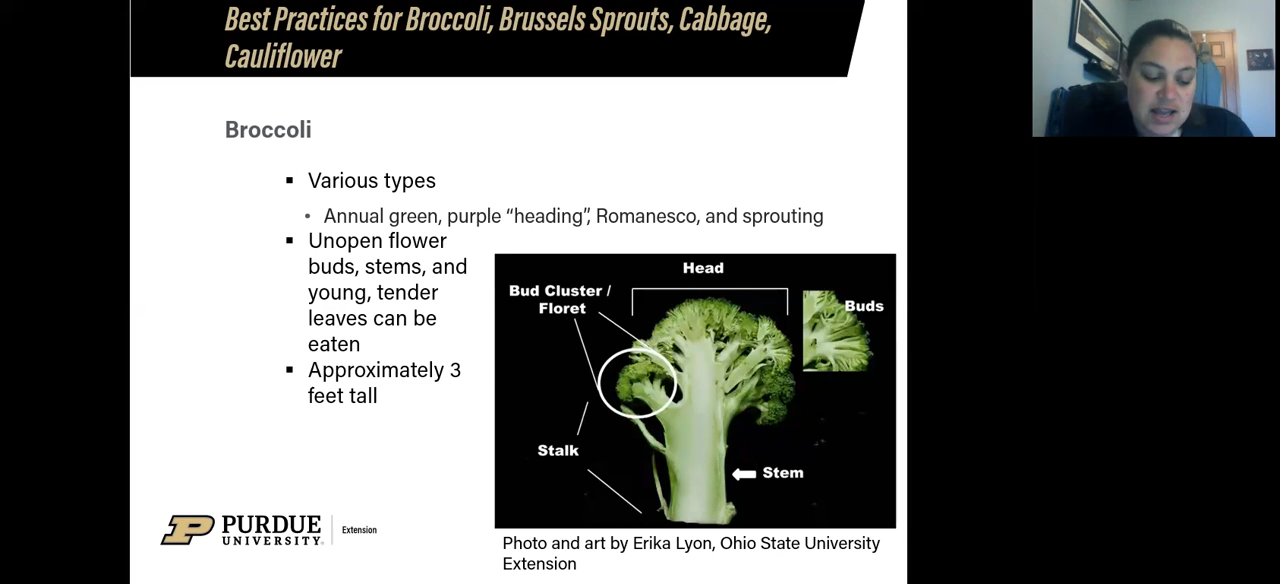 Best Practices for Broccoli, Brussels Sprouts, Cabbage,
Cauliflower
Broccoli
▪ Various types
• Annual green, purple “heading”, Romanesco, and sprouting
▪ Unopen flower
buds, stems, and
young, tender
leaves can be
eaten
▪ Approximately 3
feet tall
Head
Bud Cluster /
Floret
Buds
Stalk
Stem
Photo and art by Erika Lyon, Ohio State University
Extension
PURDUE
UNIVERSITY
Extension